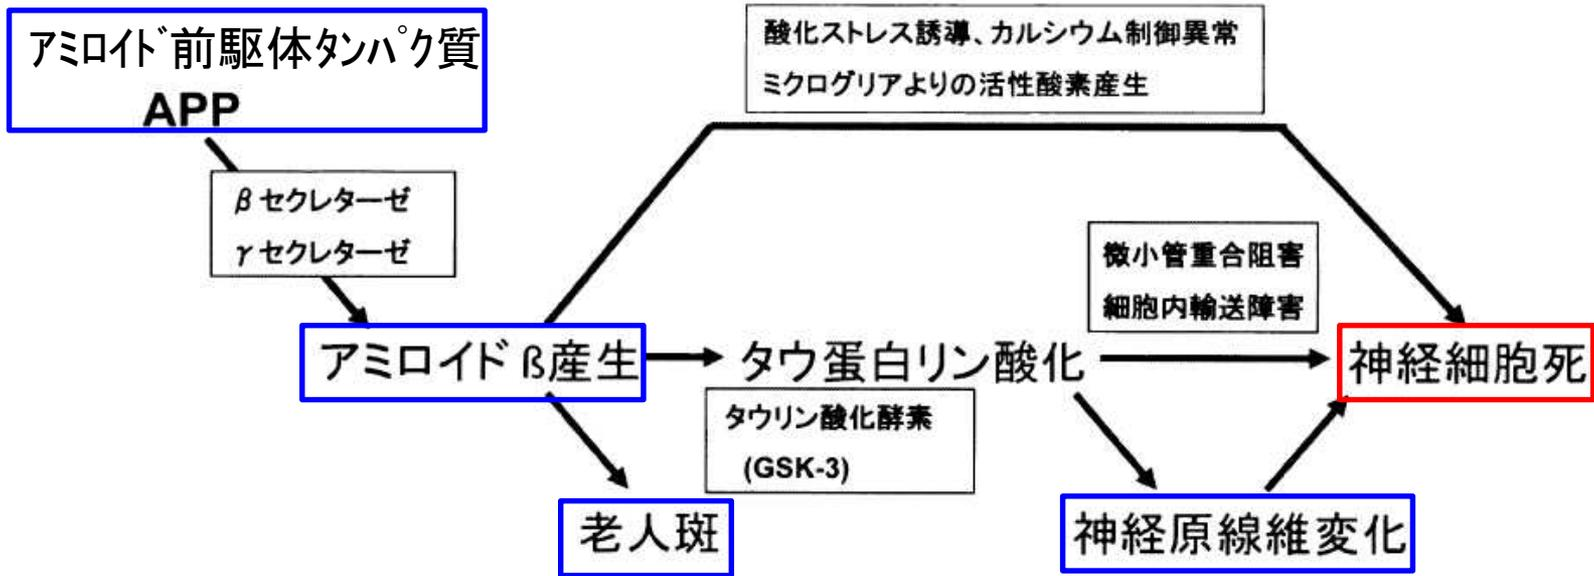 アミロイド前駆体タンパク質
APP
酸化ストレス誘導、カルシウム制御異常
ミクログリアよりの活性酸素産生
βセクレターゼ
γセクレターゼ
微小管重合阻害
細胞内輸送障害
アミロイドß産生
タウ蛋白リン酸化
神経細胞死
タウリン酸化酵素
(GSK-3)
老人斑
神経原線維変化